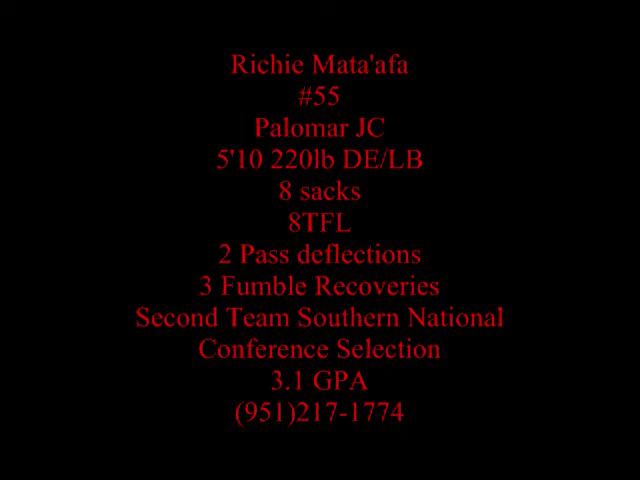 Richie Mata'afa
#55
Palomar JC
5'10 220lb DE/LB
8 sacks
8TFL
2 Pass deflections
3 Fumble Recoveries
Second Team Southern National
Conference Selection
3.1 GPA
(951)217-1774